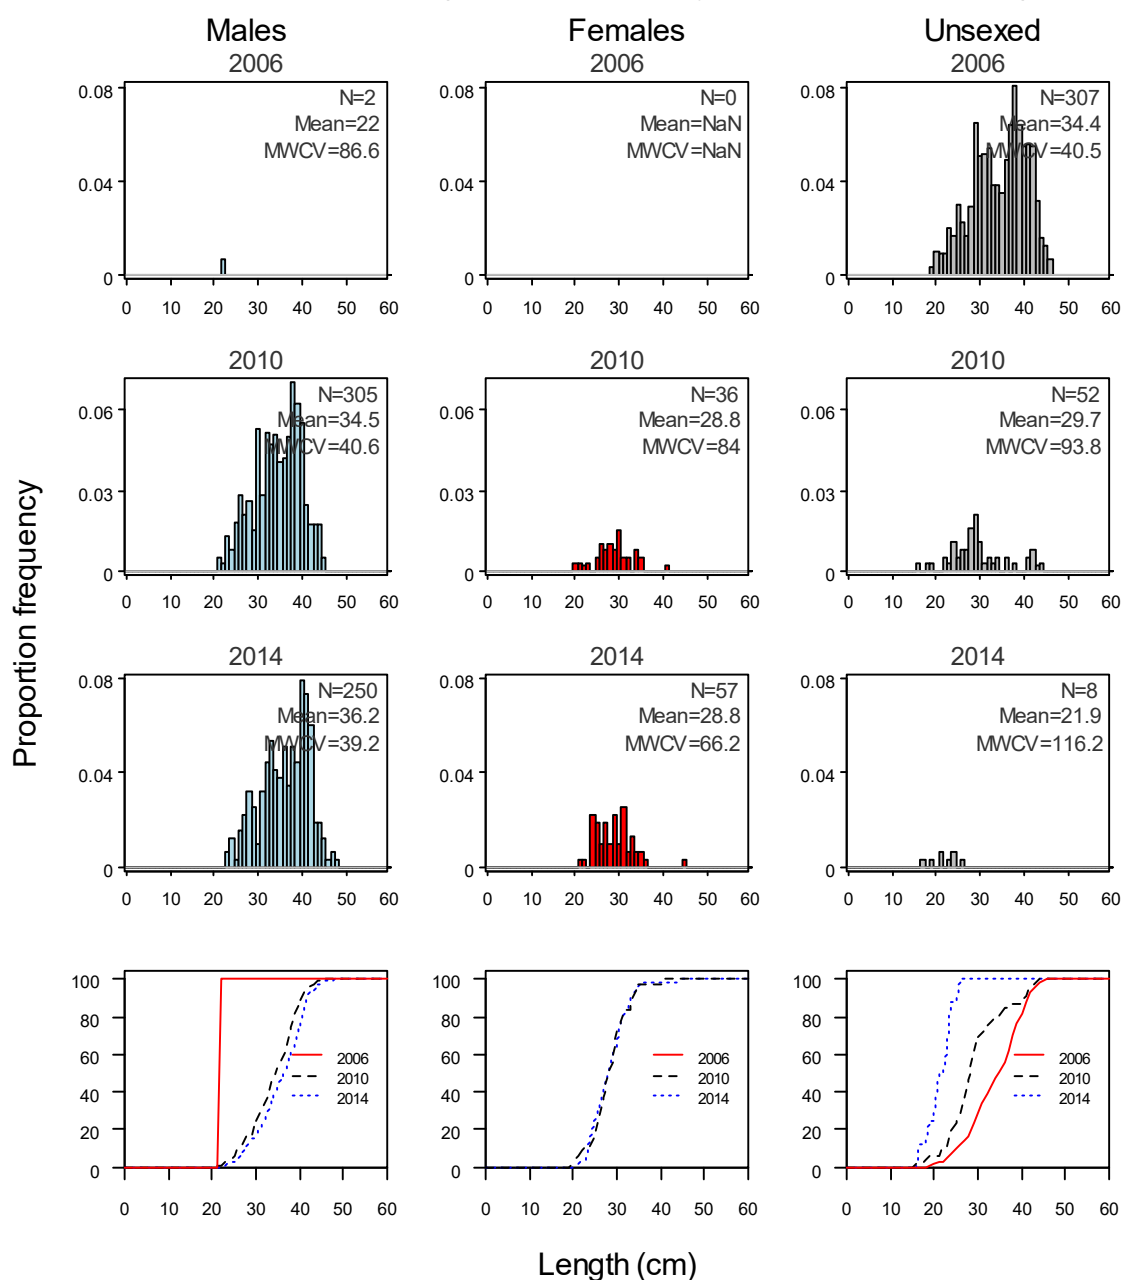 Males Females Unsexed
2006 2006 2006
0.08 0.08 0.08
N=2 N=0 N=307
Mean=22 Mean=NaN Mean=34.4
MWCV=86.6 MWCV=NaN MWCV=40.5
0.04 0.04 0.04
0 0 0
0 10 20 30 40 50 60 0 10 20 30 40 50 60 0 10 20 30 40 50 60
2010 2010 2010
N=305 N=36 N=52
0.06 0.06 0.06
Mean=34.5 Mean=28.8 Mean=29.7
MWCV=40.6 MWCV=84 MWCV=93.8
0.03 0.03 0.03
0 0 0
0 10 20 30 40 50 60 0 10 20 30 40 50 60 0 10 20 30 40 50 60
Proportion frequency
2014 2014 2014
0.08 0.08 0.08
N=250 N=57 N=8
Mean=36.2 Mean=28.8 Mean=21.9
MWCV=39.2 MWCV=66.2 MWCV=116.2
0.04 0.04 0.04
0 0 0
0 10 20 30 40 50 60 0 10 20 30 40 50 60 0 10 20 30 40 50 60
100 100 100
80 80 80
60 60 60
2006 2006 2006
2010 2010 2010
40 40 40
2014 2014 2014
20 20 20
0 0 0
0 10 20 30 40 50 60 0 10 20 30 40 50 60 0 10 20 30 40 50 60
Length (cm)